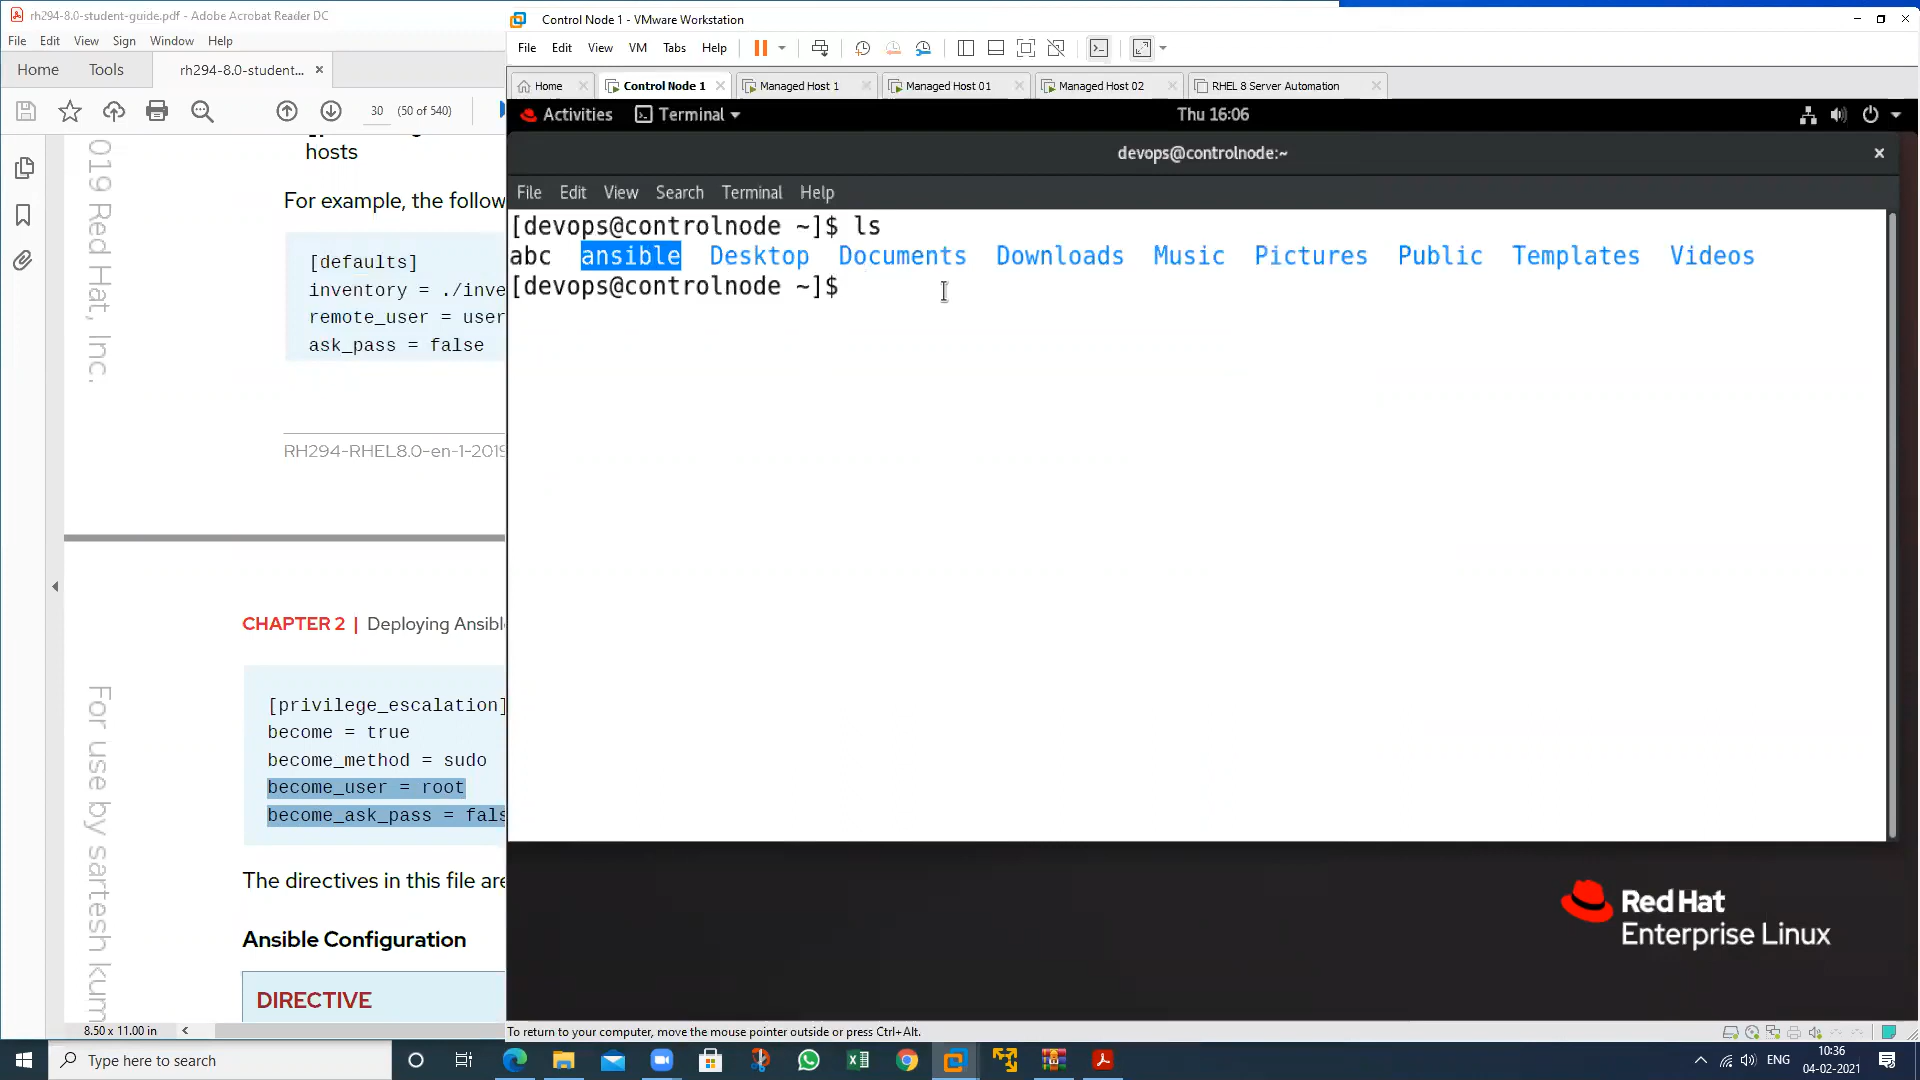 rh294-8.0-student-guide.pdf - Adobe Acrobat Reader DC
File Edit View Sign Window Help
Home Tools rh294-8.0-student... ×
30 (50 of 540)
hosts
For example, the follow
[defaults]
inventory = ./inve
remote_user = user
ask_pass = false
RH294-RHEL8.0-en-1-2019
019 Red Hat, Inc.
CHAPTER 2 | Deploying Ansibl
[privilege_escalation]
become = true
become_method = sudo
become_user = root
become_ask_pass = fals
The directives in this file are
Ansible Configuration
DIRECTIVE
For use by sartesh kum
8.50 x 11.00 in
Control Node 1 - VMware Workstation
File Edit View VM Tabs Help
Home Control Node 1 Managed Host 1 Managed Host 01 Managed Host 02 RHEL 8 Server Automation
Activities Terminal Thu 16:06
devops@controlnode:~
File Edit View Search Terminal Help
[devops@controlnode ~]$ ls
abc ansible Desktop Documents Downloads Music Pictures Public Templates Videos
[devops@controlnode ~]$
Red Hat
Enterprise Linux
To return to your computer, move the mouse pointer outside or press Ctrl+Alt.
Type here to search
ENG
10:36
04-02-2021